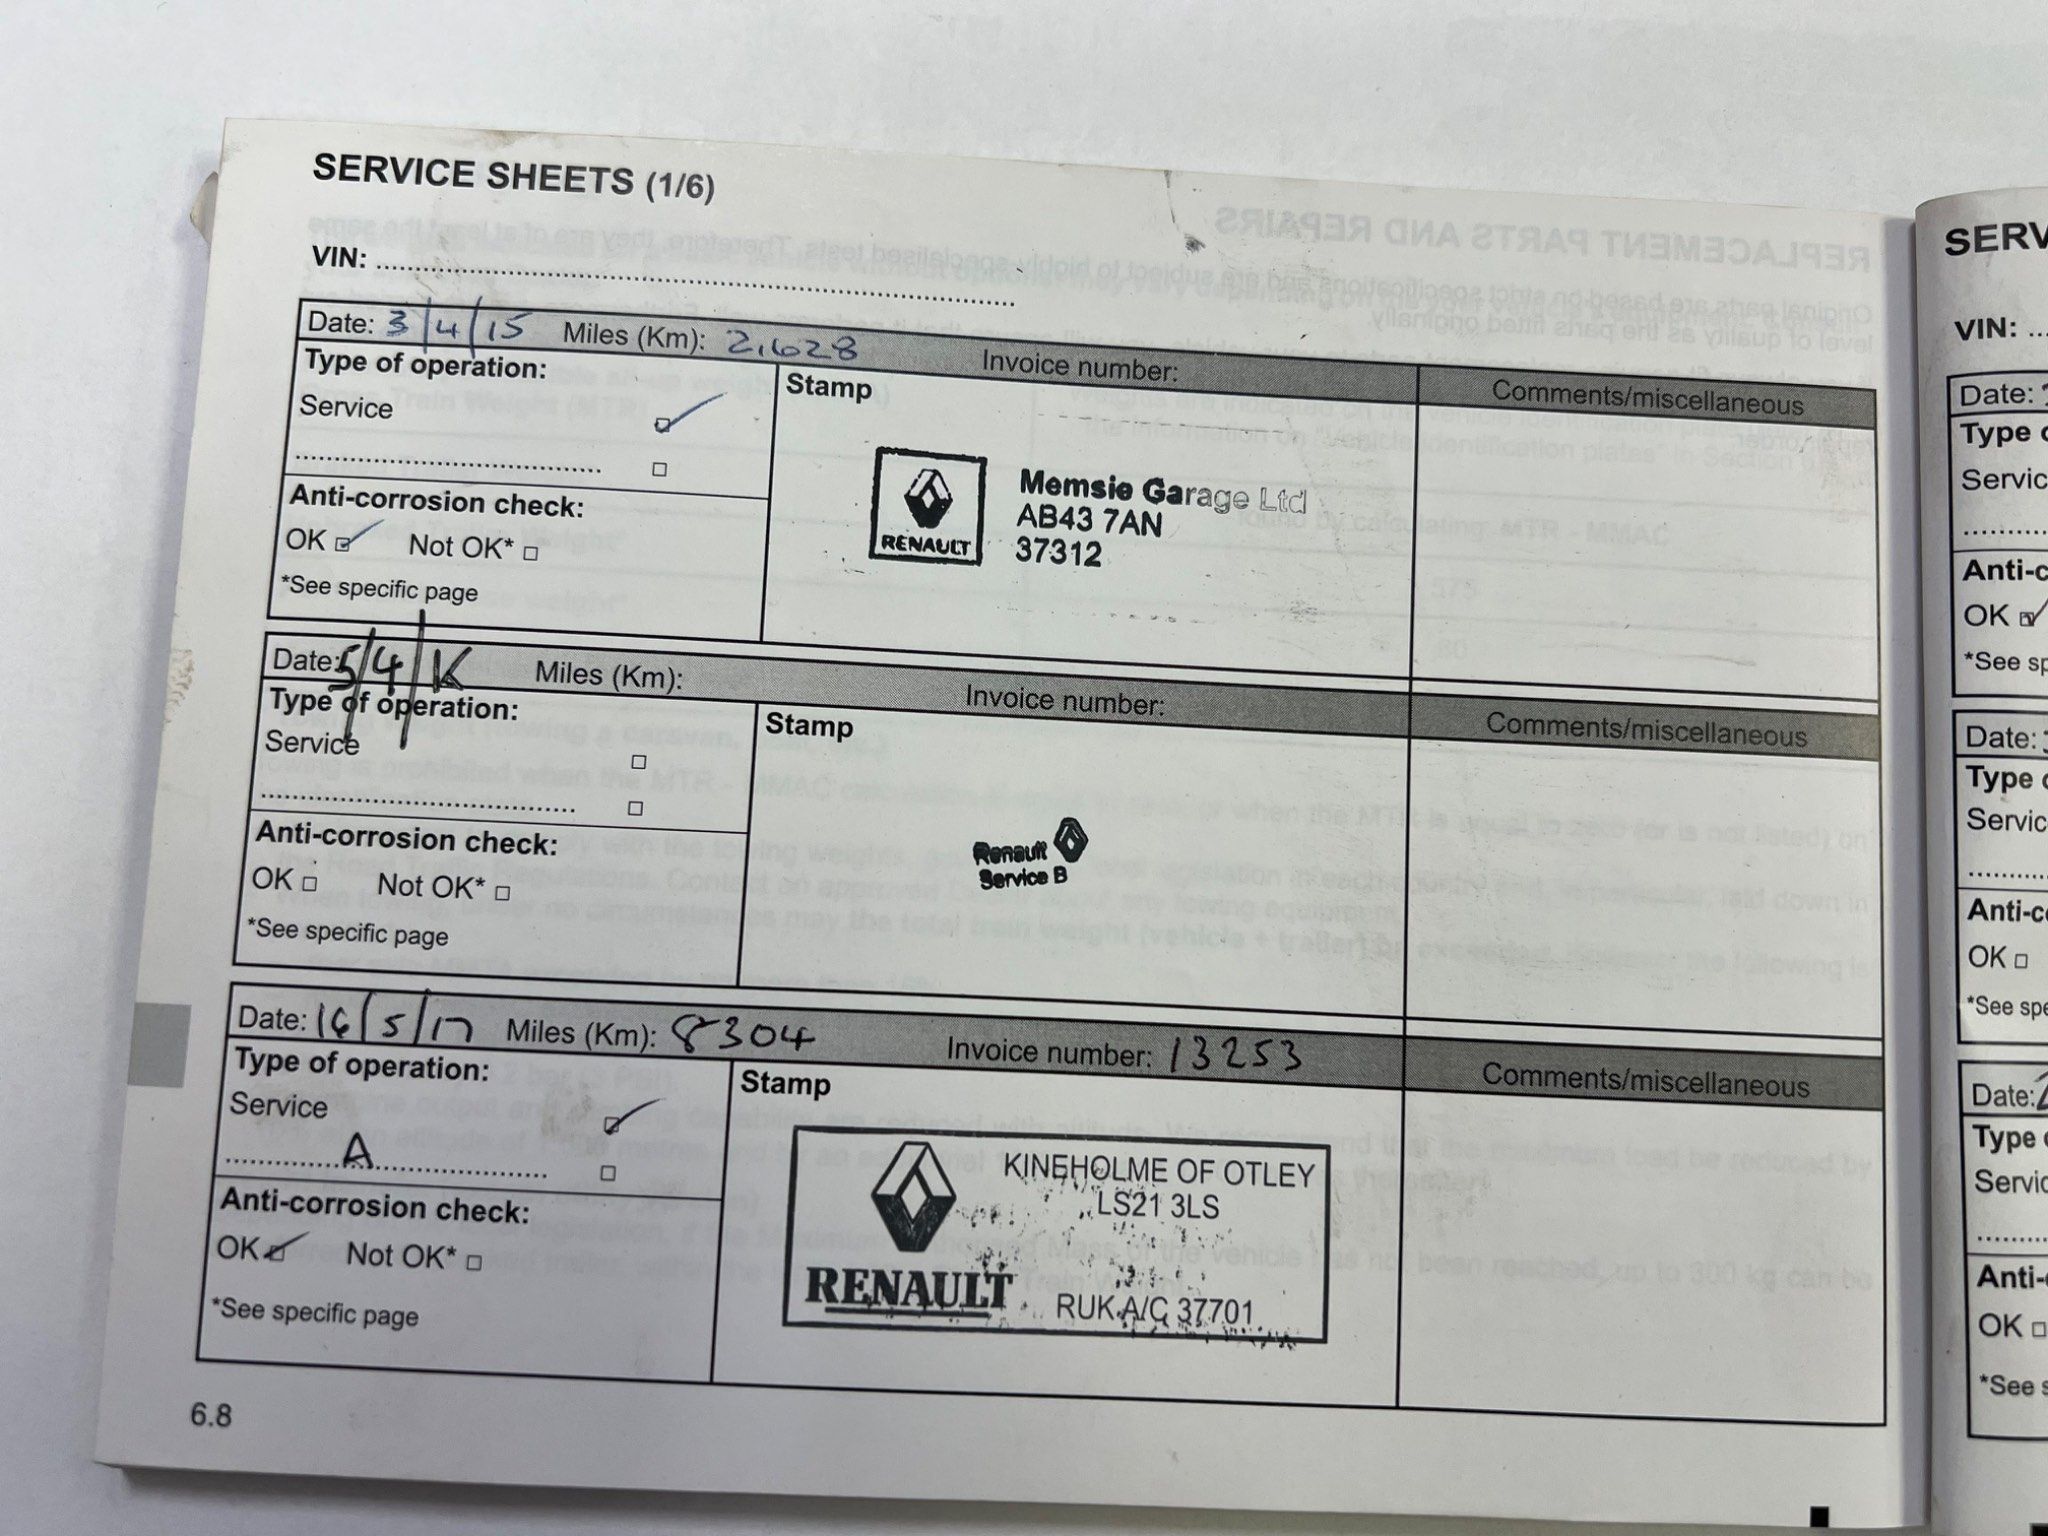 SERVICE SHEETS (1/6)
VIN:
Date: 3/4/15 Miles (Km): 2,628 Invoice number:
Comments/miscellaneous
Type of operation:
Stamp
Service
Anti-corrosion check:
OK Not OK*
*See specific page
RENAULT
Memsie Garage Ltd
AB43 7AN
37312
Date: 5/4/ Miles (Km): Invoice number:
Comments/miscellaneous
Type of operation:
Stamp
Service
Anti-corrosion check:
OK Not OK*
*See specific page
Renault
Service B
Date: 16/5/17 Miles (Km): 8304 Invoice number: 13253
Comments/miscellaneous
Type of operation:
Stamp
Service
A
Anti-corrosion check:
OK Not OK*
*See specific page
RENAULT
KINEHOLME OF OTLEY
LS21 3LS
RUK A/C 37701
6.8
SERV
VIN:
Date:
Type
Servic
Anti-c
OK
*See sp
Date:
Type
Servic
Anti-c
OK
*See spe
Date:
Type
Servic
Anti-
OK
*See s